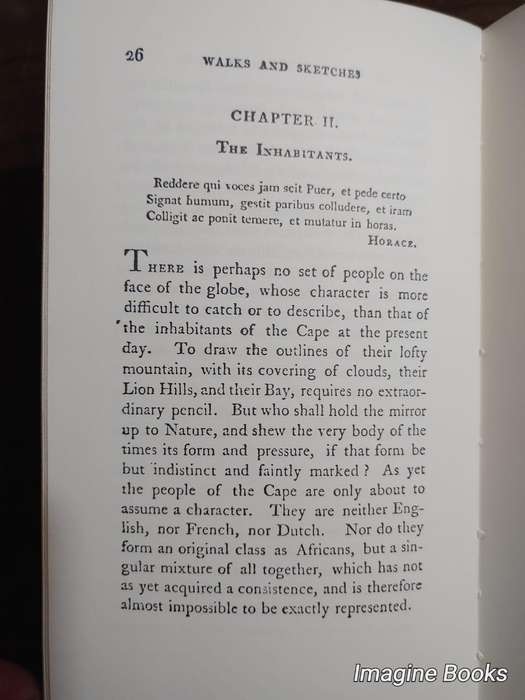 26 WALKS AND SKETCHES
CHAPTER II.
THE INHABITANTS.
Reddere qui voces jam scit Puer, et pede certo
Signat humum, gestit paribus colludere, et iram
Colligit ac ponit temere, et mutatur in horas.
HORACE.
THERE is perhaps no set of people on the
face of the globe, whose character is more
difficult to catch or to describe, than that of
the inhabitants of the Cape at the present
day. To draw the outlines of their lofty
mountain, with its covering of clouds, their
Lion Hills, and their Bay, requires no extraor-
dinary pencil. But who shall hold the mirror
up to Nature, and shew the very body of the
times its form and pressure, if that form be
but indistinct and faintly marked? As yet
the people of the Cape are only about to
assume a character. They are neither Eng-
lish, nor French, nor Dutch. Nor do they
form an original class as Africans, but a sin-
gular mixture of all together, which has not
as yet acquired a consistence, and is therefore
almost impossible to be exactly represented.
Imagine Books